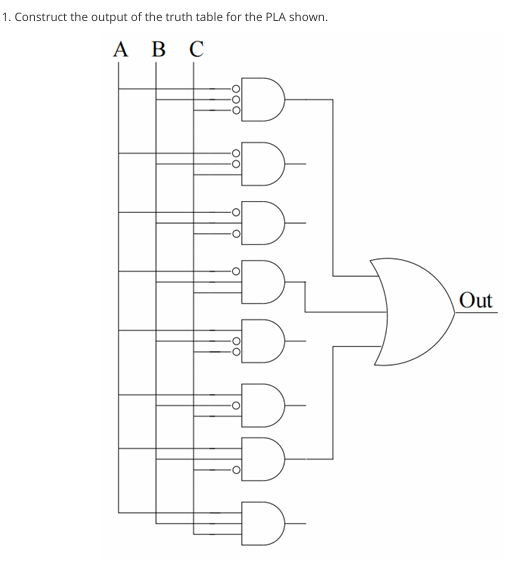 1. Construct the output of the truth table for the PLA shown.
A B C
Out